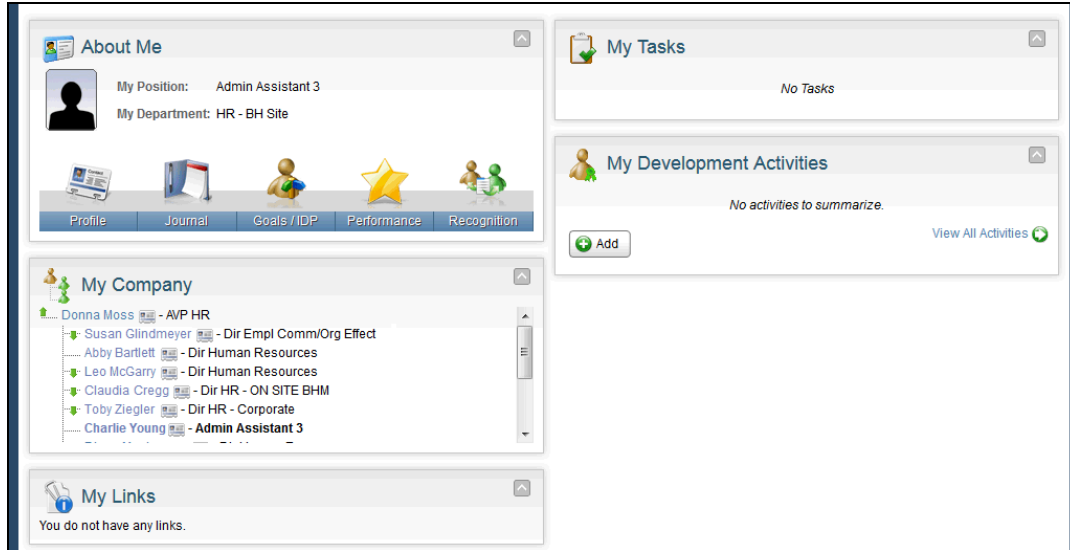 About Me
My Position: Admin Assistant 3
My Department: HR - BH Site
Profile Journal Goals / IDP Performance Recognition
My Company
Donna Moss - AVP HR
Susan Glindmeyer - Dir Empl Comm/Org Effect
Abby Bartlett - Dir Human Resources
Leo McGarry - Dir Human Resources
Claudia Cregg - Dir HR - ON SITE BHM
Toby Ziegler - Dir HR - Corporate
Charlie Young - Admin Assistant 3
My Links
You do not have any links.
My Tasks
No Tasks
My Development Activities
No activities to summarize.
Add
View All Activities